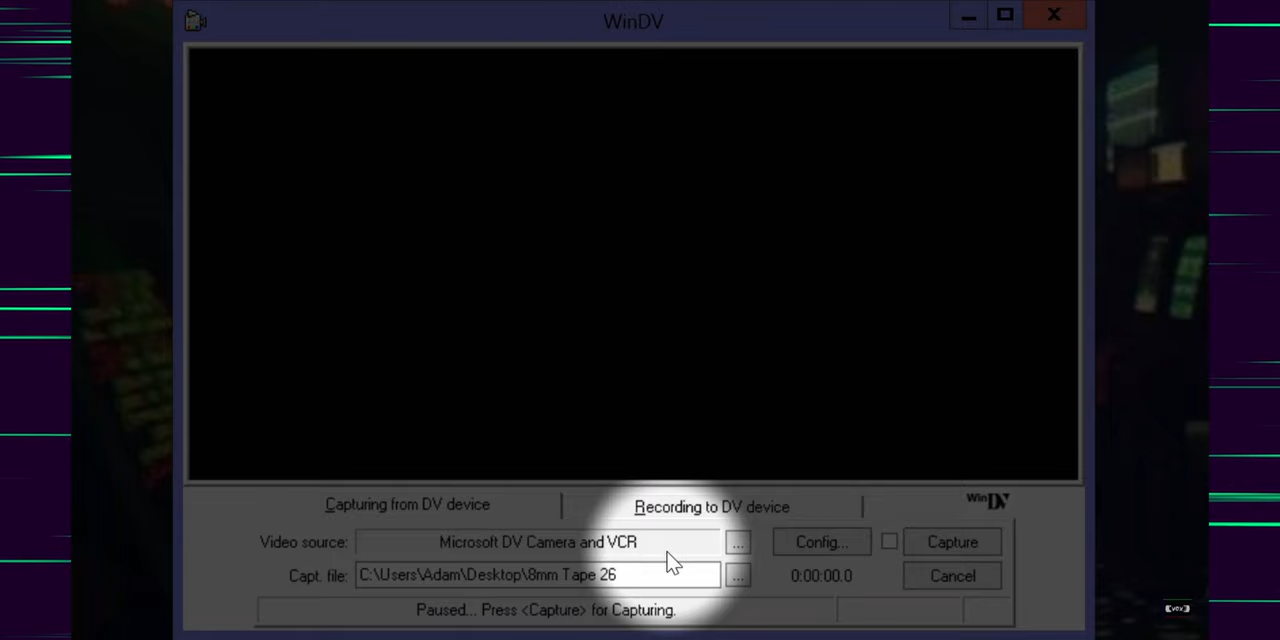 WinDV
Capturing from DV device
Recording to DV device
WinDV
Video source:
Microsoft DV Camera and VCR
...
Config...
Capture
Capt. file:
C:\Users\Adam\Desktop\8mm Tape 26
...
0:00:00.0
Cancel
Paused... Press <Capture> for Capturing.
vox